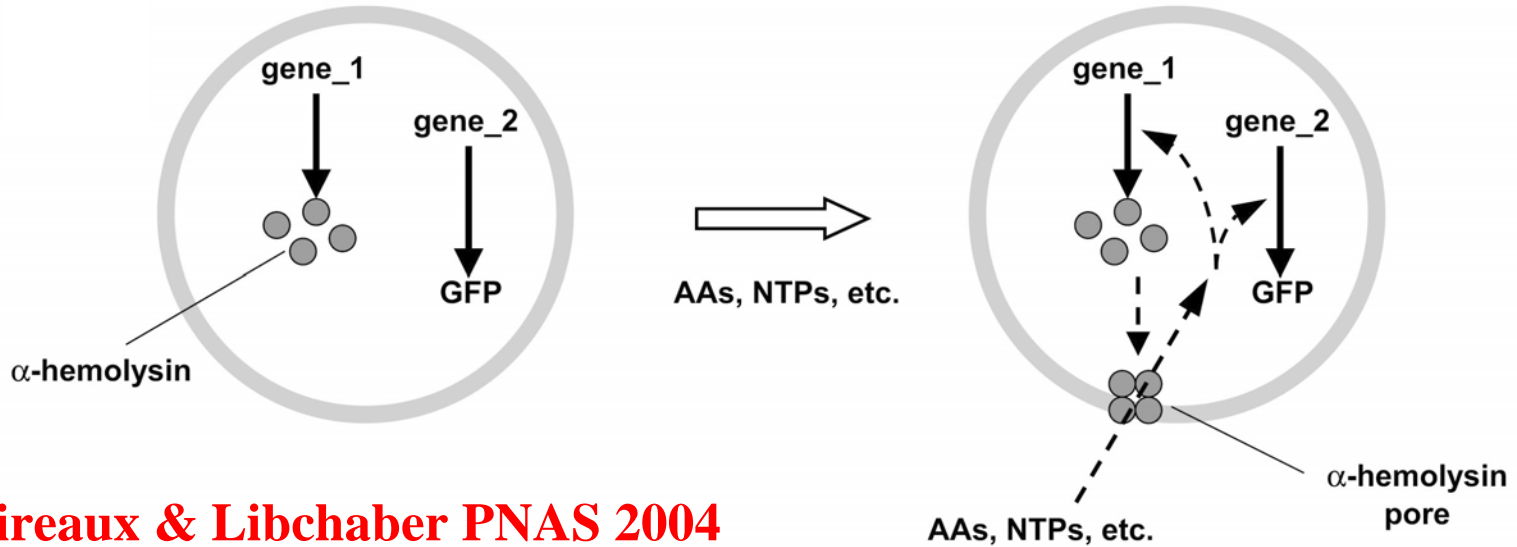 gene_1
gene_2
GFP
α-hemolysin
AAs, NTPs, etc.
gene_1
gene_2
GFP
α-hemolysin
pore
AAs, NTPs, etc.
ireaux & Libchaber PNAS 2004